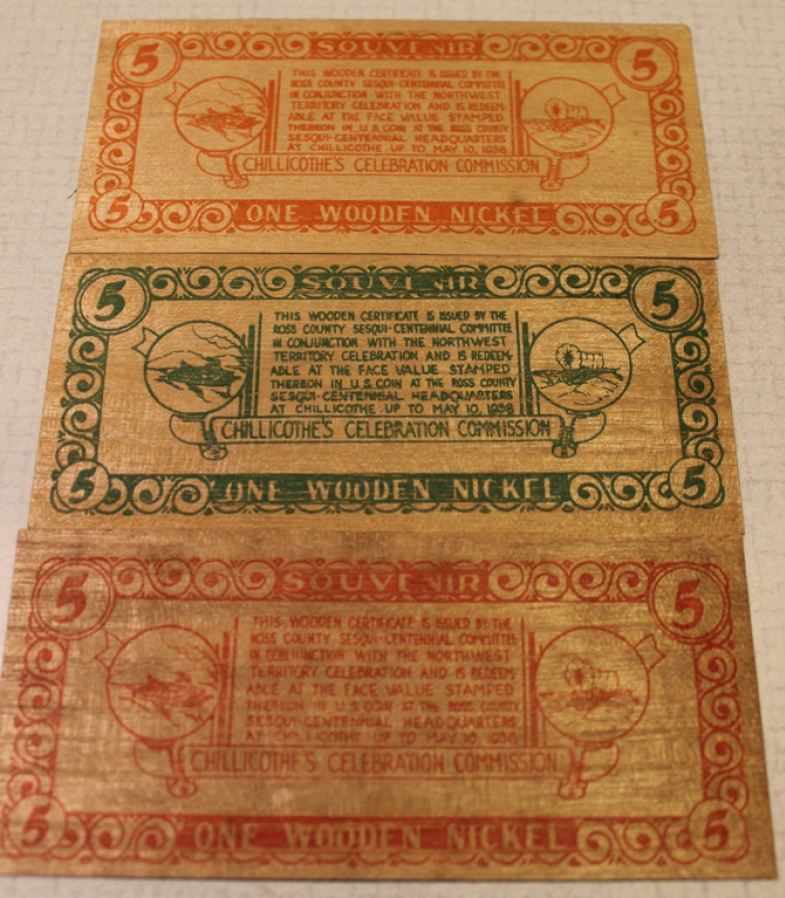 5 SOUVENIR 5
THIS WOODEN CERTIFICATE IS ISSUED BY THE
ROSS COUNTY SESQUI-CENTENNIAL COMMITTEE
IN CONJUNCTION WITH THE NORTHWEST
TERRITORY CELEBRATION AND IS REDEEM-
ABLE AT THE FACE VALUE STAMPED
THEREON IN U.S. COIN AT THE ROSS COUNTY
SESQUI-CENTENNIAL HEADQUARTERS
AT CHILLICOTHE UP TO MAY 10, 1938
CHILLICOTHE'S CELEBRATION COMMISSION
5 ONE WOODEN NICKEL 5
5 SOUVENIR 5
THIS WOODEN CERTIFICATE IS ISSUED BY THE
ROSS COUNTY SESQUI-CENTENNIAL COMMITTEE
IN CONJUNCTION WITH THE NORTHWEST
TERRITORY CELEBRATION AND IS REDEEM-
ABLE AT THE FACE VALUE STAMPED
THEREON IN U.S. COIN AT THE ROSS COUNTY
SESQUI-CENTENNIAL HEADQUARTERS
AT CHILLICOTHE UP TO MAY 10, 1938
CHILLICOTHE'S CELEBRATION COMMISSION
5 ONE WOODEN NICKEL 5
5 SOUVENIR 5
THIS WOODEN CERTIFICATE IS ISSUED BY THE
ROSS COUNTY SESQUI-CENTENNIAL COMMITTEE
IN CONJUNCTION WITH THE NORTHWEST
TERRITORY CELEBRATION AND IS REDEEM-
ABLE AT THE FACE VALUE STAMPED
THEREON IN U.S. COIN AT THE ROSS COUNTY
SESQUI-CENTENNIAL HEADQUARTERS
AT CHILLICOTHE UP TO MAY 10, 1938
CHILLICOTHE'S CELEBRATION COMMISSION
5 ONE WOODEN NICKEL 5